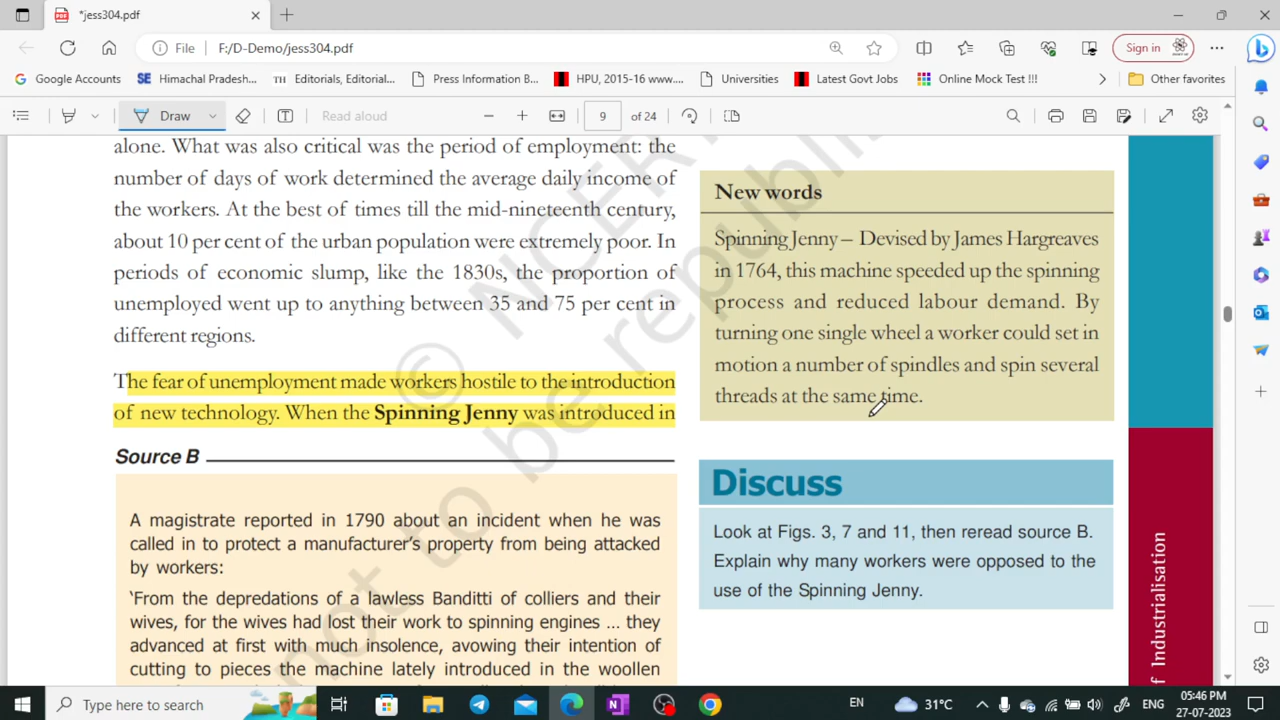 *jess304.pdf
File F:/D-Demo/jess304.pdf
Sign in
Google Accounts
SE Himachal Pradesh...
TH Editorials, Editorial...
Press Information B...
HPU, 2015-16 www....
Universities
Latest Govt Jobs
Online Mock Test !!!
Other favorites
Draw
Read aloud
9 of 24
alone. What was also critical was the period of employment: the
number of days of work determined the average daily income of
the workers. At the best of times till the mid-nineteenth century,
about 10 per cent of the urban population were extremely poor. In
periods of economic slump, like the 1830s, the proportion of
unemployed went up to anything between 35 and 75 per cent in
different regions.
The fear of unemployment made workers hostile to the introduction
of new technology. When the Spinning Jenny was introduced in
Source B
A magistrate reported in 1790 about an incident when he was
called in to protect a manufacturer's property from being attacked
by workers:
'From the depredations of a lawless Banditti of colliers and their
wives, for the wives had lost their work to spinning engines ... they
advanced at first with much insolence, avowing their intention of
cutting to pieces the machine lately introduced in the woollen
New words
Spinning Jenny – Devised by James Hargreaves
in 1764, this machine speeded up the spinning
process and reduced labour demand. By
turning one single wheel a worker could set in
motion a number of spindles and spin several
threads at the same time.
Discuss
Look at Figs. 3, 7 and 11, then reread source B.
Explain why many workers were opposed to the
use of the Spinning Jenny.
f Industrialisation
© NCERT
not to be republi
Type here to search
EN
31°C
ENG
05:46 PM
27-07-2023